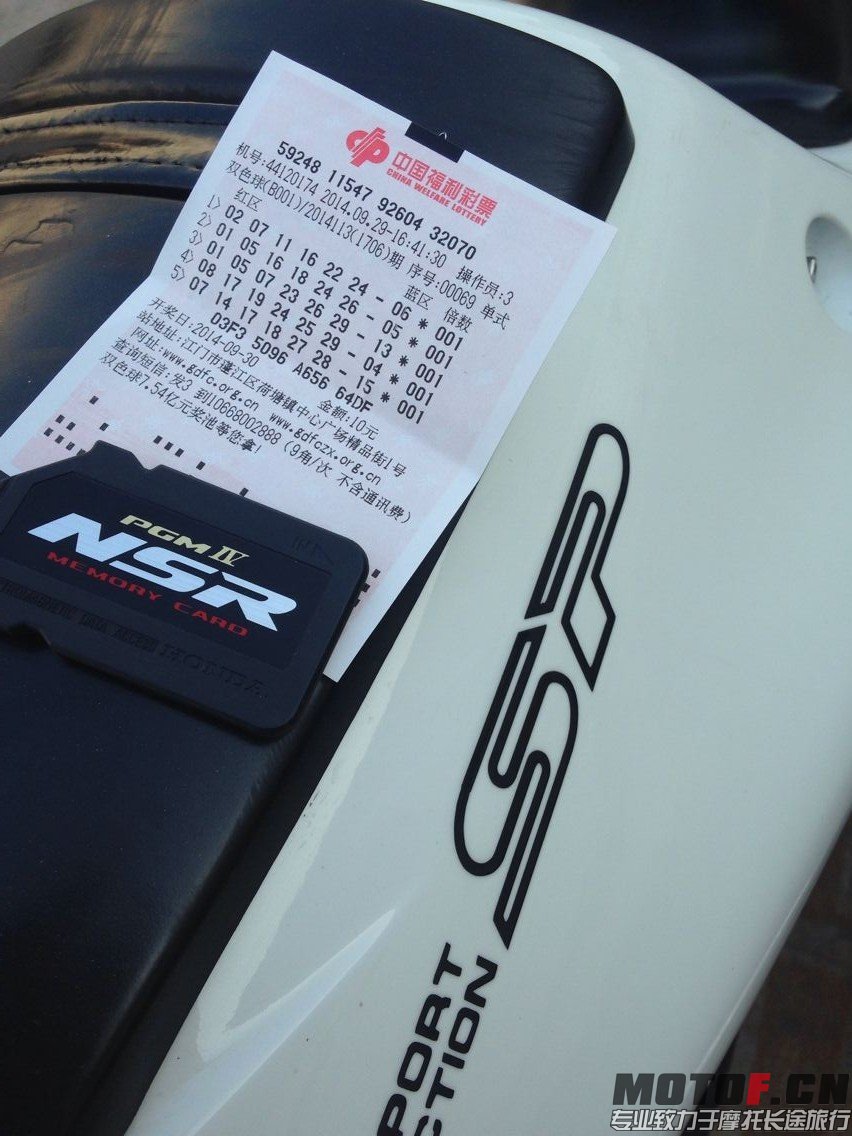 中国福利彩票
CHINA WELFARE LOTTERY
59248 11547 92604 32070
机号:44120174 2014.09.29-16:41:30 操作员:3
双色球(B001)/2014113(1706)期 序号:00069 单式
红区 蓝区 倍数
1) 02 07 11 16 22 24 - 06 * 001
2) 01 05 16 18 24 26 - 05 * 001
3) 01 05 07 23 26 29 - 13 * 001
4) 08 17 19 24 25 29 - 04 * 001
5) 07 14 17 18 27 28 - 15 * 001
03F3 5096 A656 64DF
开奖日:2014-09-30 金额:10元
站地址:江门市蓬江区荷塘镇中心广场精品街1号
网址:www.gdfc.org.cn www.gdfczx.org.cn
查询短信:发3 到10668002888 (9角/次 不含通讯费)
双色球7.54亿元奖池等您拿!
PGM IV
NSR
MEMORY CARD
HONDA
SP
PORT
CTION
MOTOF.CN
专业致力于摩托长途旅行